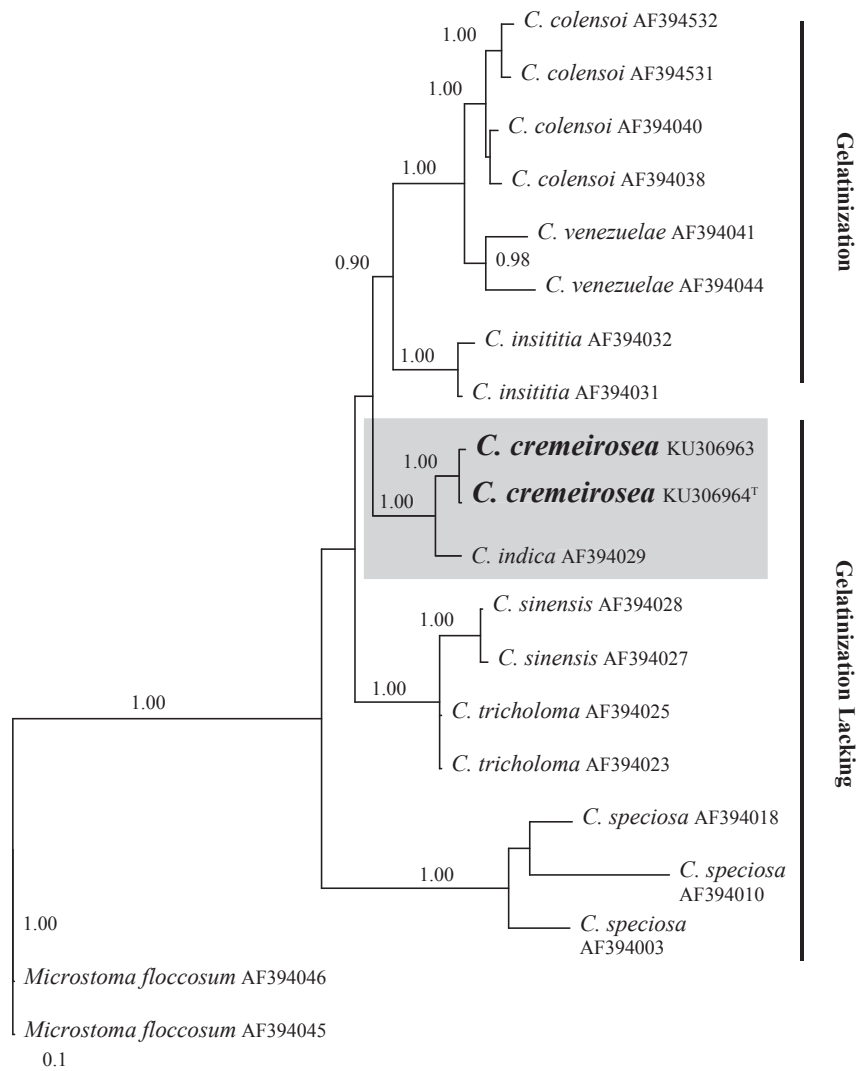 1.00
C. colensoi AF394532
C. colensoi AF394531
1.00
C. colensoi AF394040
C. colensoi AF394038
1.00
C. venezuelae AF394041
0.98
C. venezuelae AF394044
0.90
C. insititia AF394032
1.00
C. insititia AF394031
Gelatinization
C. cremeirosea KU306963
1.00
C. cremeirosea KU306964ᵀ
1.00
C. indica AF394029
C. sinensis AF394028
1.00
C. sinensis AF394027
1.00
C. tricholoma AF394025
C. tricholoma AF394023
1.00
C. speciosa AF394018
1.00
C. speciosa
AF394010
C. speciosa
AF394003
Gelatinization Lacking
1.00
Microstoma floccosum AF394046
Microstoma floccosum AF394045
0.1